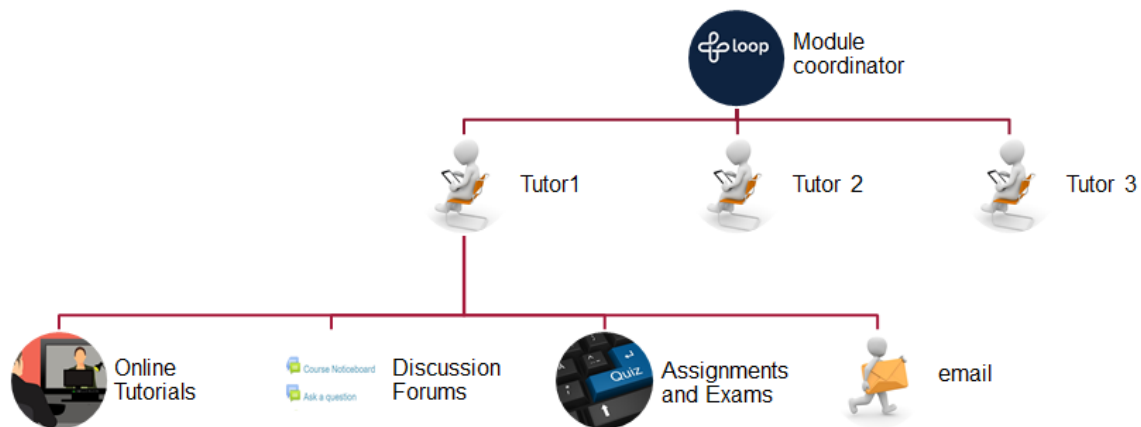 loop
Module
coordinator
Tutor1
Tutor 2
Tutor 3
Online
Tutorials
Course Noticeboard
Ask a question
Discussion
Forums
Quiz
Assignments
and Exams
email